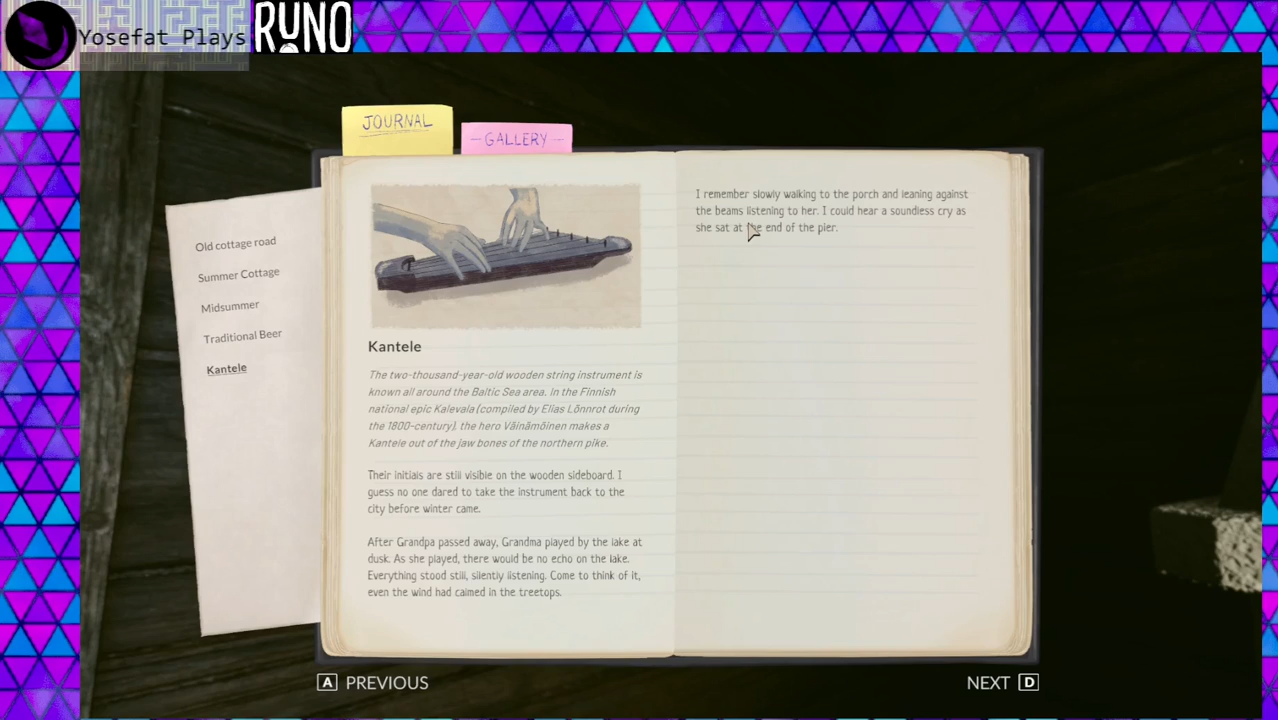 Yosefat Plays
RUNO
JOURNAL
-GALLERY-
Old cottage road
Summer Cottage
Midsummer
Traditional Beer
Kantele
Kantele
The two-thousand-year-old wooden string instrument is
known all around the Baltic Sea area. In the Finnish
national epic Kalevala (compiled by Elias Lönnrot during
the 1800-century), the hero Väinämöinen makes a
Kantele out of the jaw bones of the northern pike.
Their initials are still visible on the wooden sideboard. I
guess no one dared to take the instrument back to the
city before winter came.
After Grandpa passed away, Grandma played by the lake at
dusk. As she played, there would be no echo on the lake.
Everything stood still, silently listening. Come to think of it,
even the wind had calmed in the treetops.
I remember slowly walking to the porch and leaning against
the beams listening to her. I could hear a soundless cry as
she sat at the end of the pier.
A PREVIOUS
NEXT D